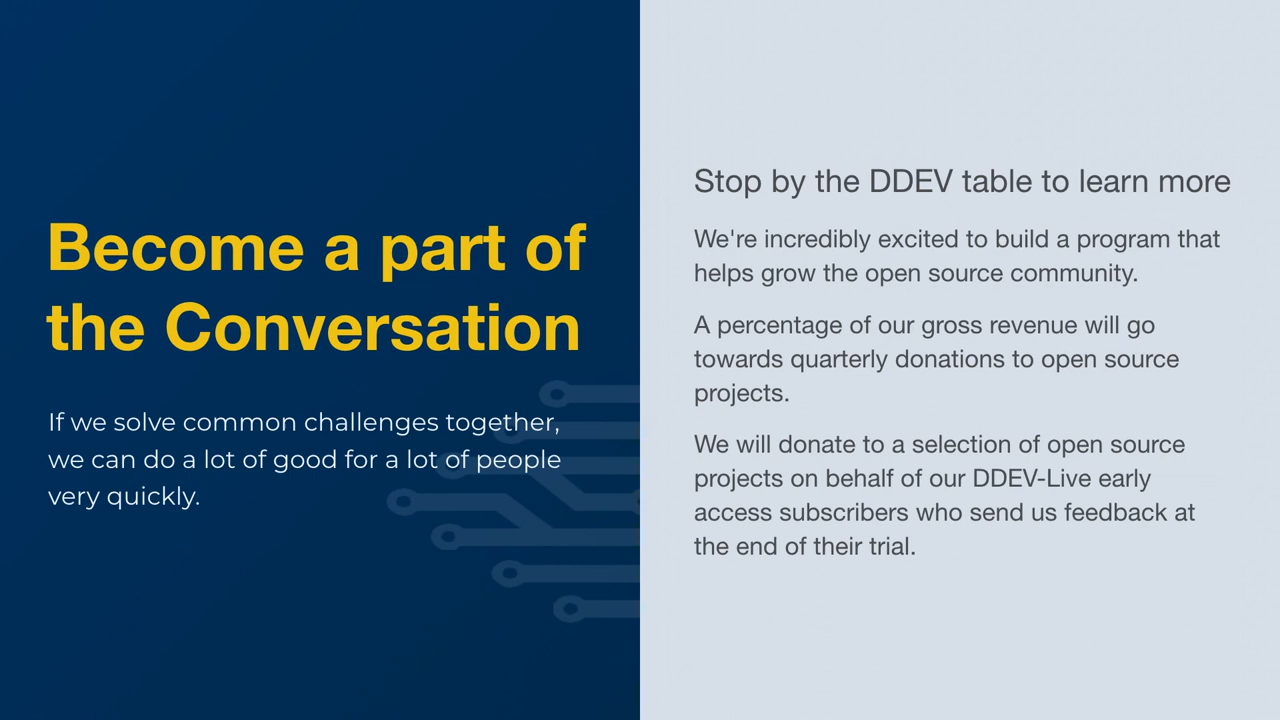 Become a part of
the Conversation
If we solve common challenges together,
we can do a lot of good for a lot of people
very quickly.
Stop by the DDEV table to learn more
We're incredibly excited to build a program that
helps grow the open source community.
A percentage of our gross revenue will go
towards quarterly donations to open source
projects.
We will donate to a selection of open source
projects on behalf of our DDEV-Live early
access subscribers who send us feedback at
the end of their trial.